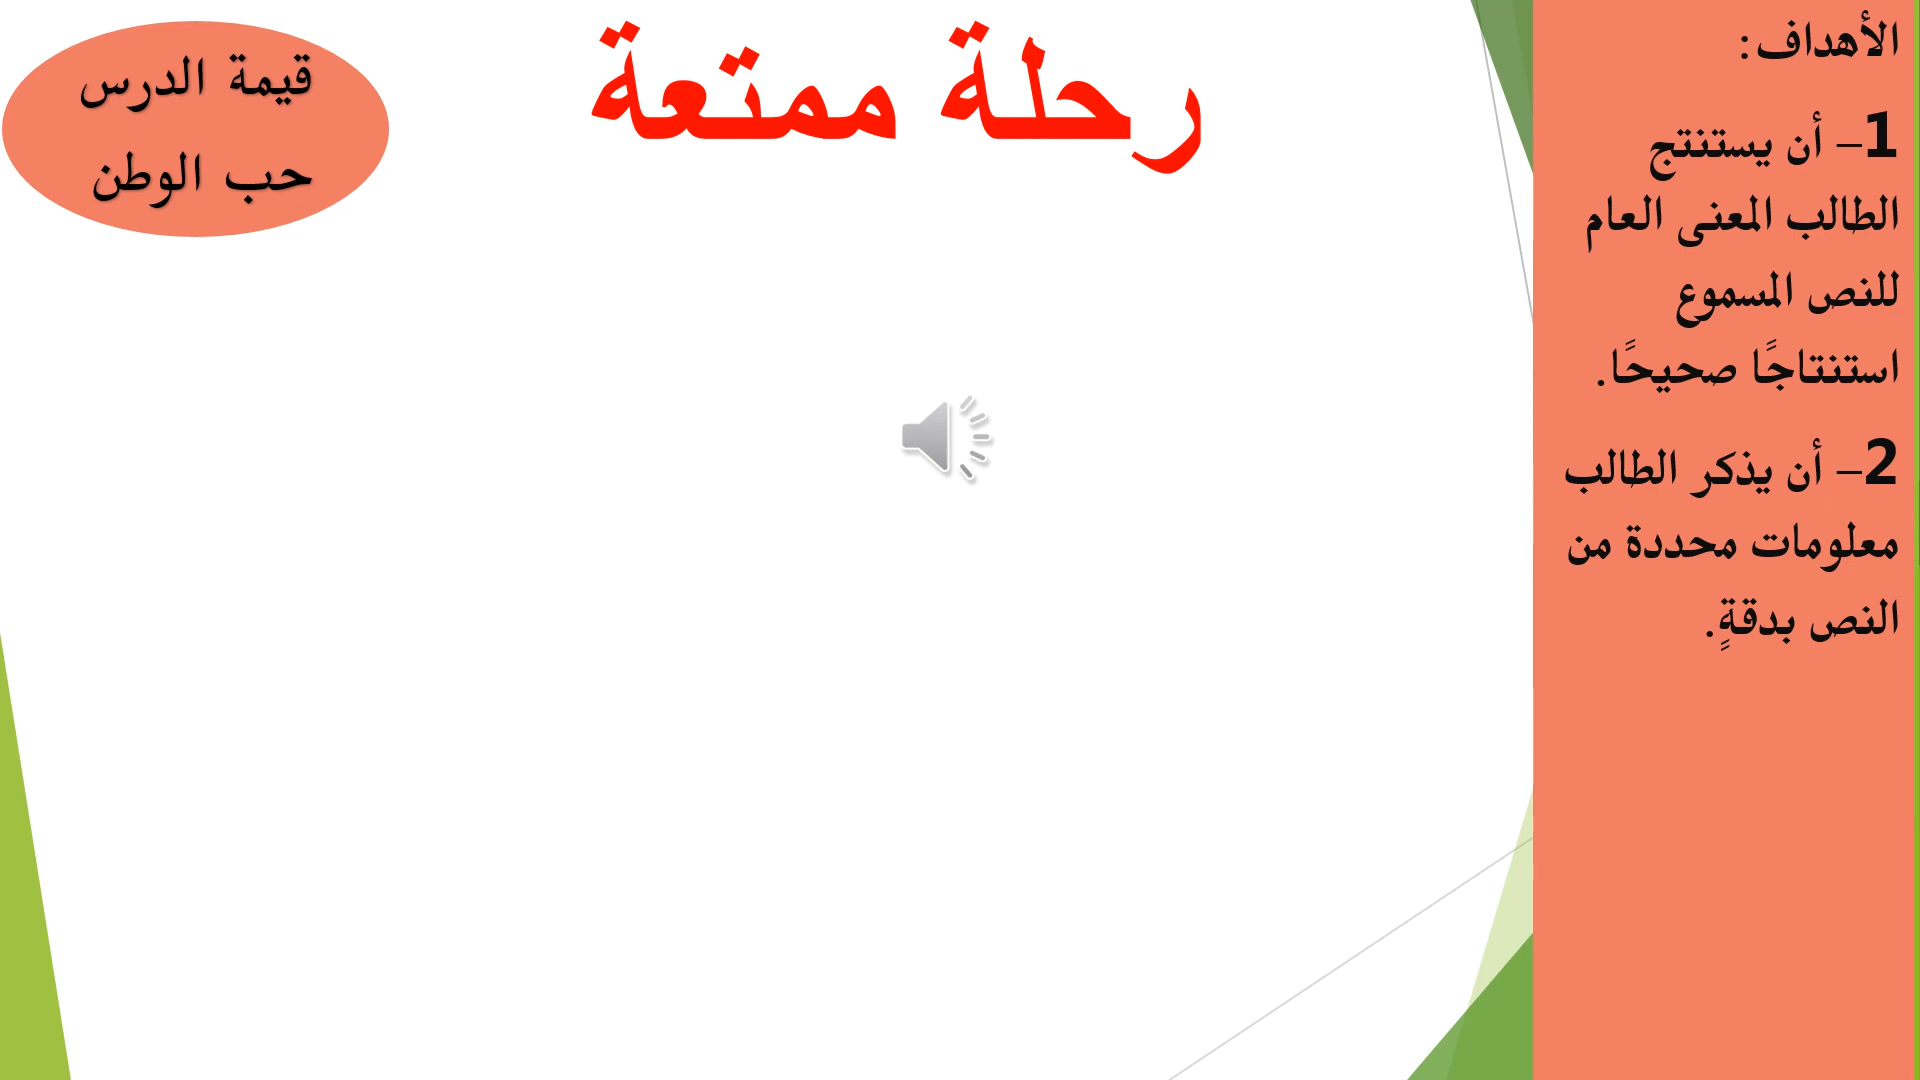 رحلة ممتعة
قيمة الدرس
حب الوطن
الأهداف:
1– أن يستنتج
الطالب المعنى العام
للنص المسموع
استنتاجًا صحيحًا.
2– أن يذكر الطالب
معلومات محددة من
النص بدقةٍ.